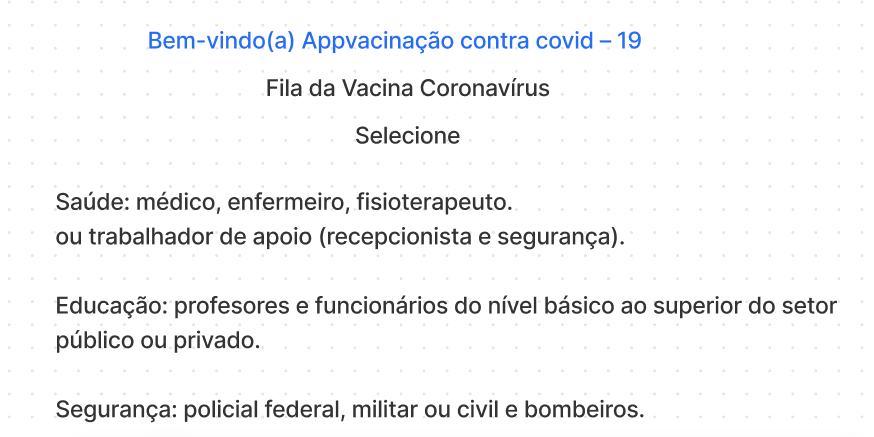 Bem-vindo(a) Appvacinação contra covid – 19
Fila da Vacina Coronavírus
Selecione
Saúde: médico, enfermeiro, fisioterapeuto.
ou trabalhador de apoio (recepcionista e segurança).
Educação: profesores e funcionários do nível básico ao superior do setor
público ou privado.
Segurança: policial federal, militar ou civil e bombeiros.